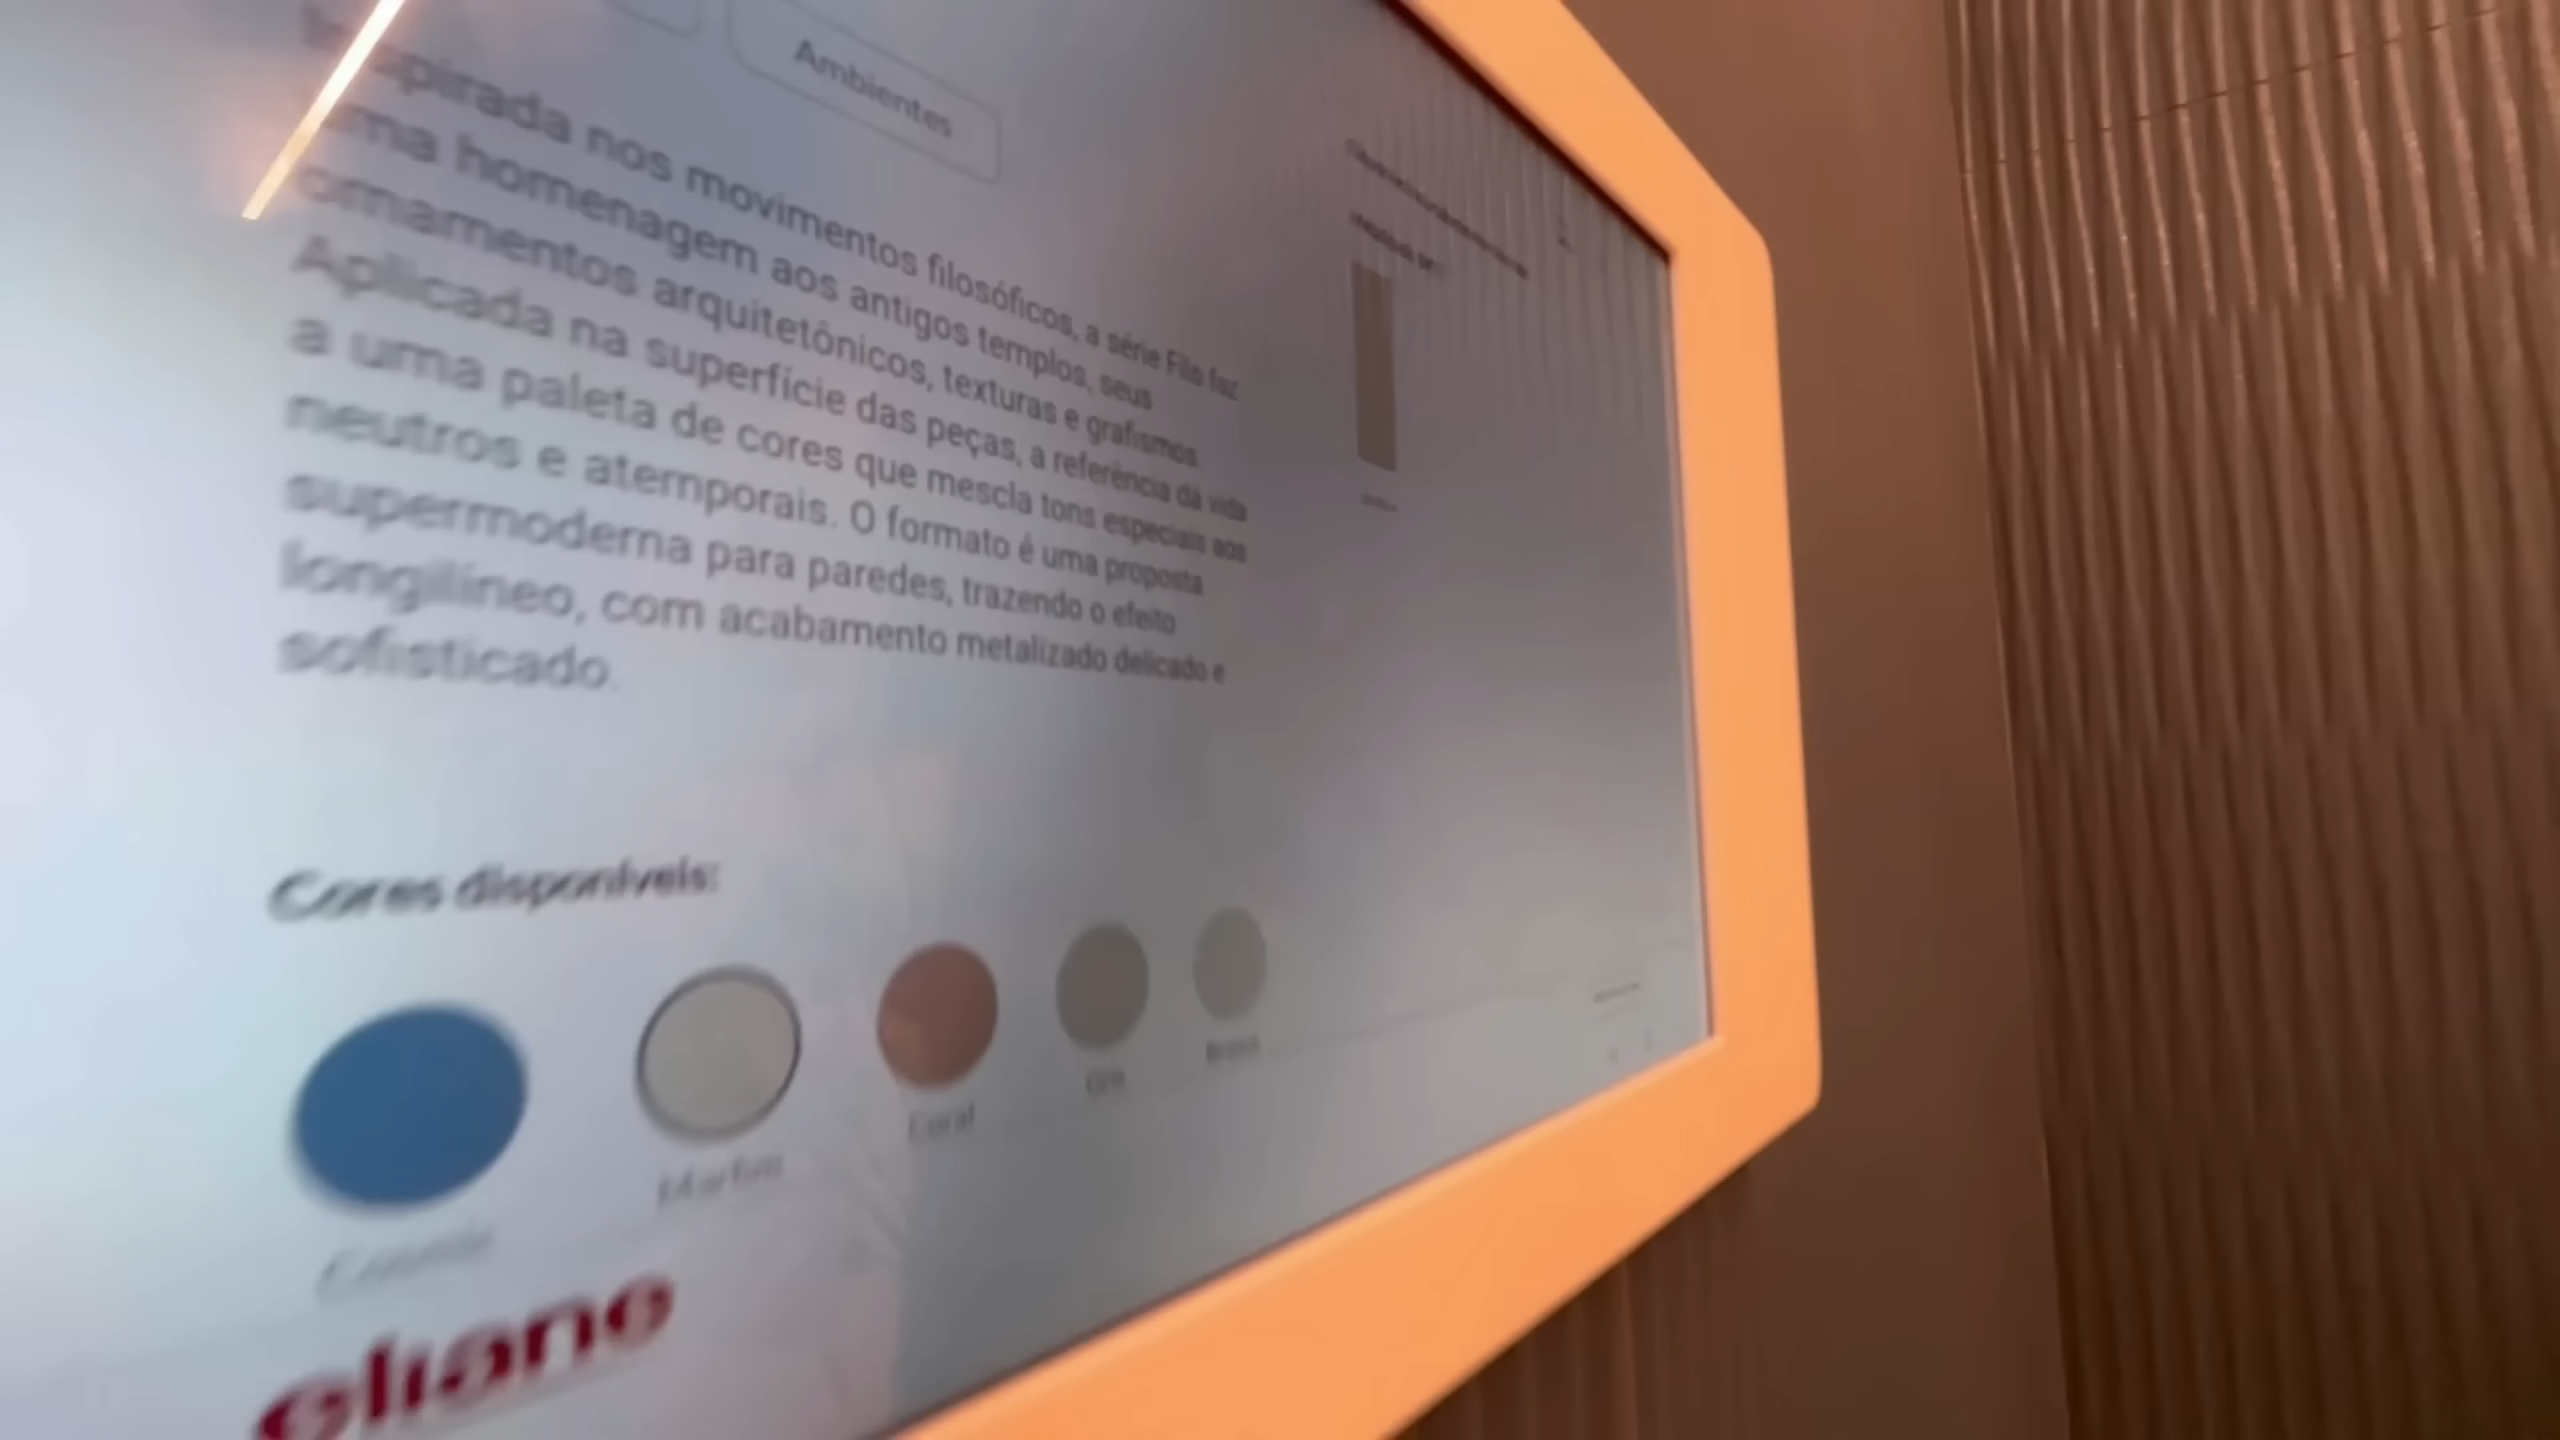 Ambientes
Inspirada nos movimentos filosóficos, a série Filo faz
uma homenagem aos antigos templos, seus
ornamentos arquitetônicos, texturas e grafismos.
Aplicada na superfície das peças, a referência dá vida
a uma paleta de cores que mescla tons especiais aos
neutros e atemporais. O formato é uma proposta
supermoderna para paredes, trazendo o efeito
longilíneo, com acabamento metalizado delicado e
sofisticado.
Cores disponíveis:
Marfim
Coral
Gris
eliane